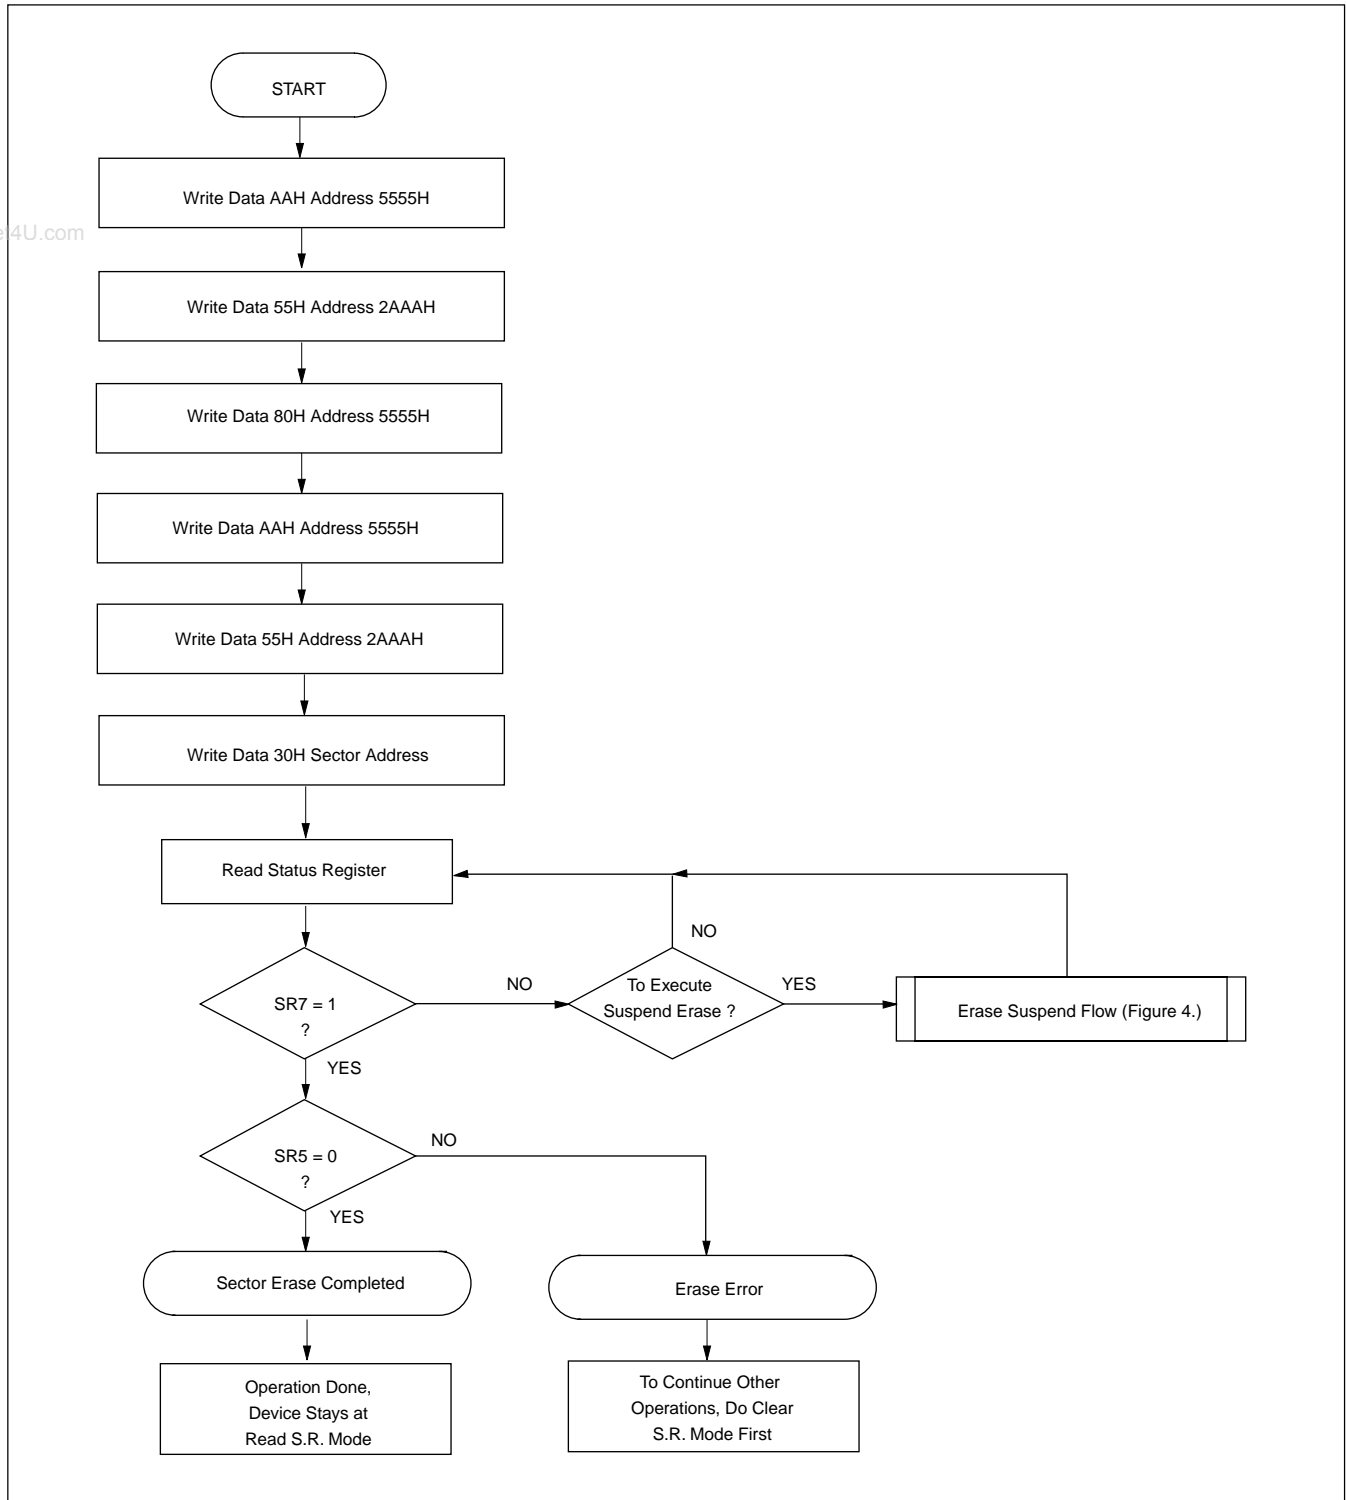 START
Write Data AAH Address 5555H
et4U.com
Write Data 55H Address 2AAAH
Write Data 80H Address 5555H
Write Data AAH Address 5555H
Write Data 55H Address 2AAAH
Write Data 30H Sector Address
Read Status Register
NO
SR7 = 1
?
NO
To Execute
Suspend Erase ?
YES
Erase Suspend Flow (Figure 4.)
YES
SR5 = 0
?
NO
YES
Sector Erase Completed
Erase Error
Operation Done,
Device Stays at
Read S.R. Mode
To Continue Other
Operations, Do Clear
S.R. Mode First